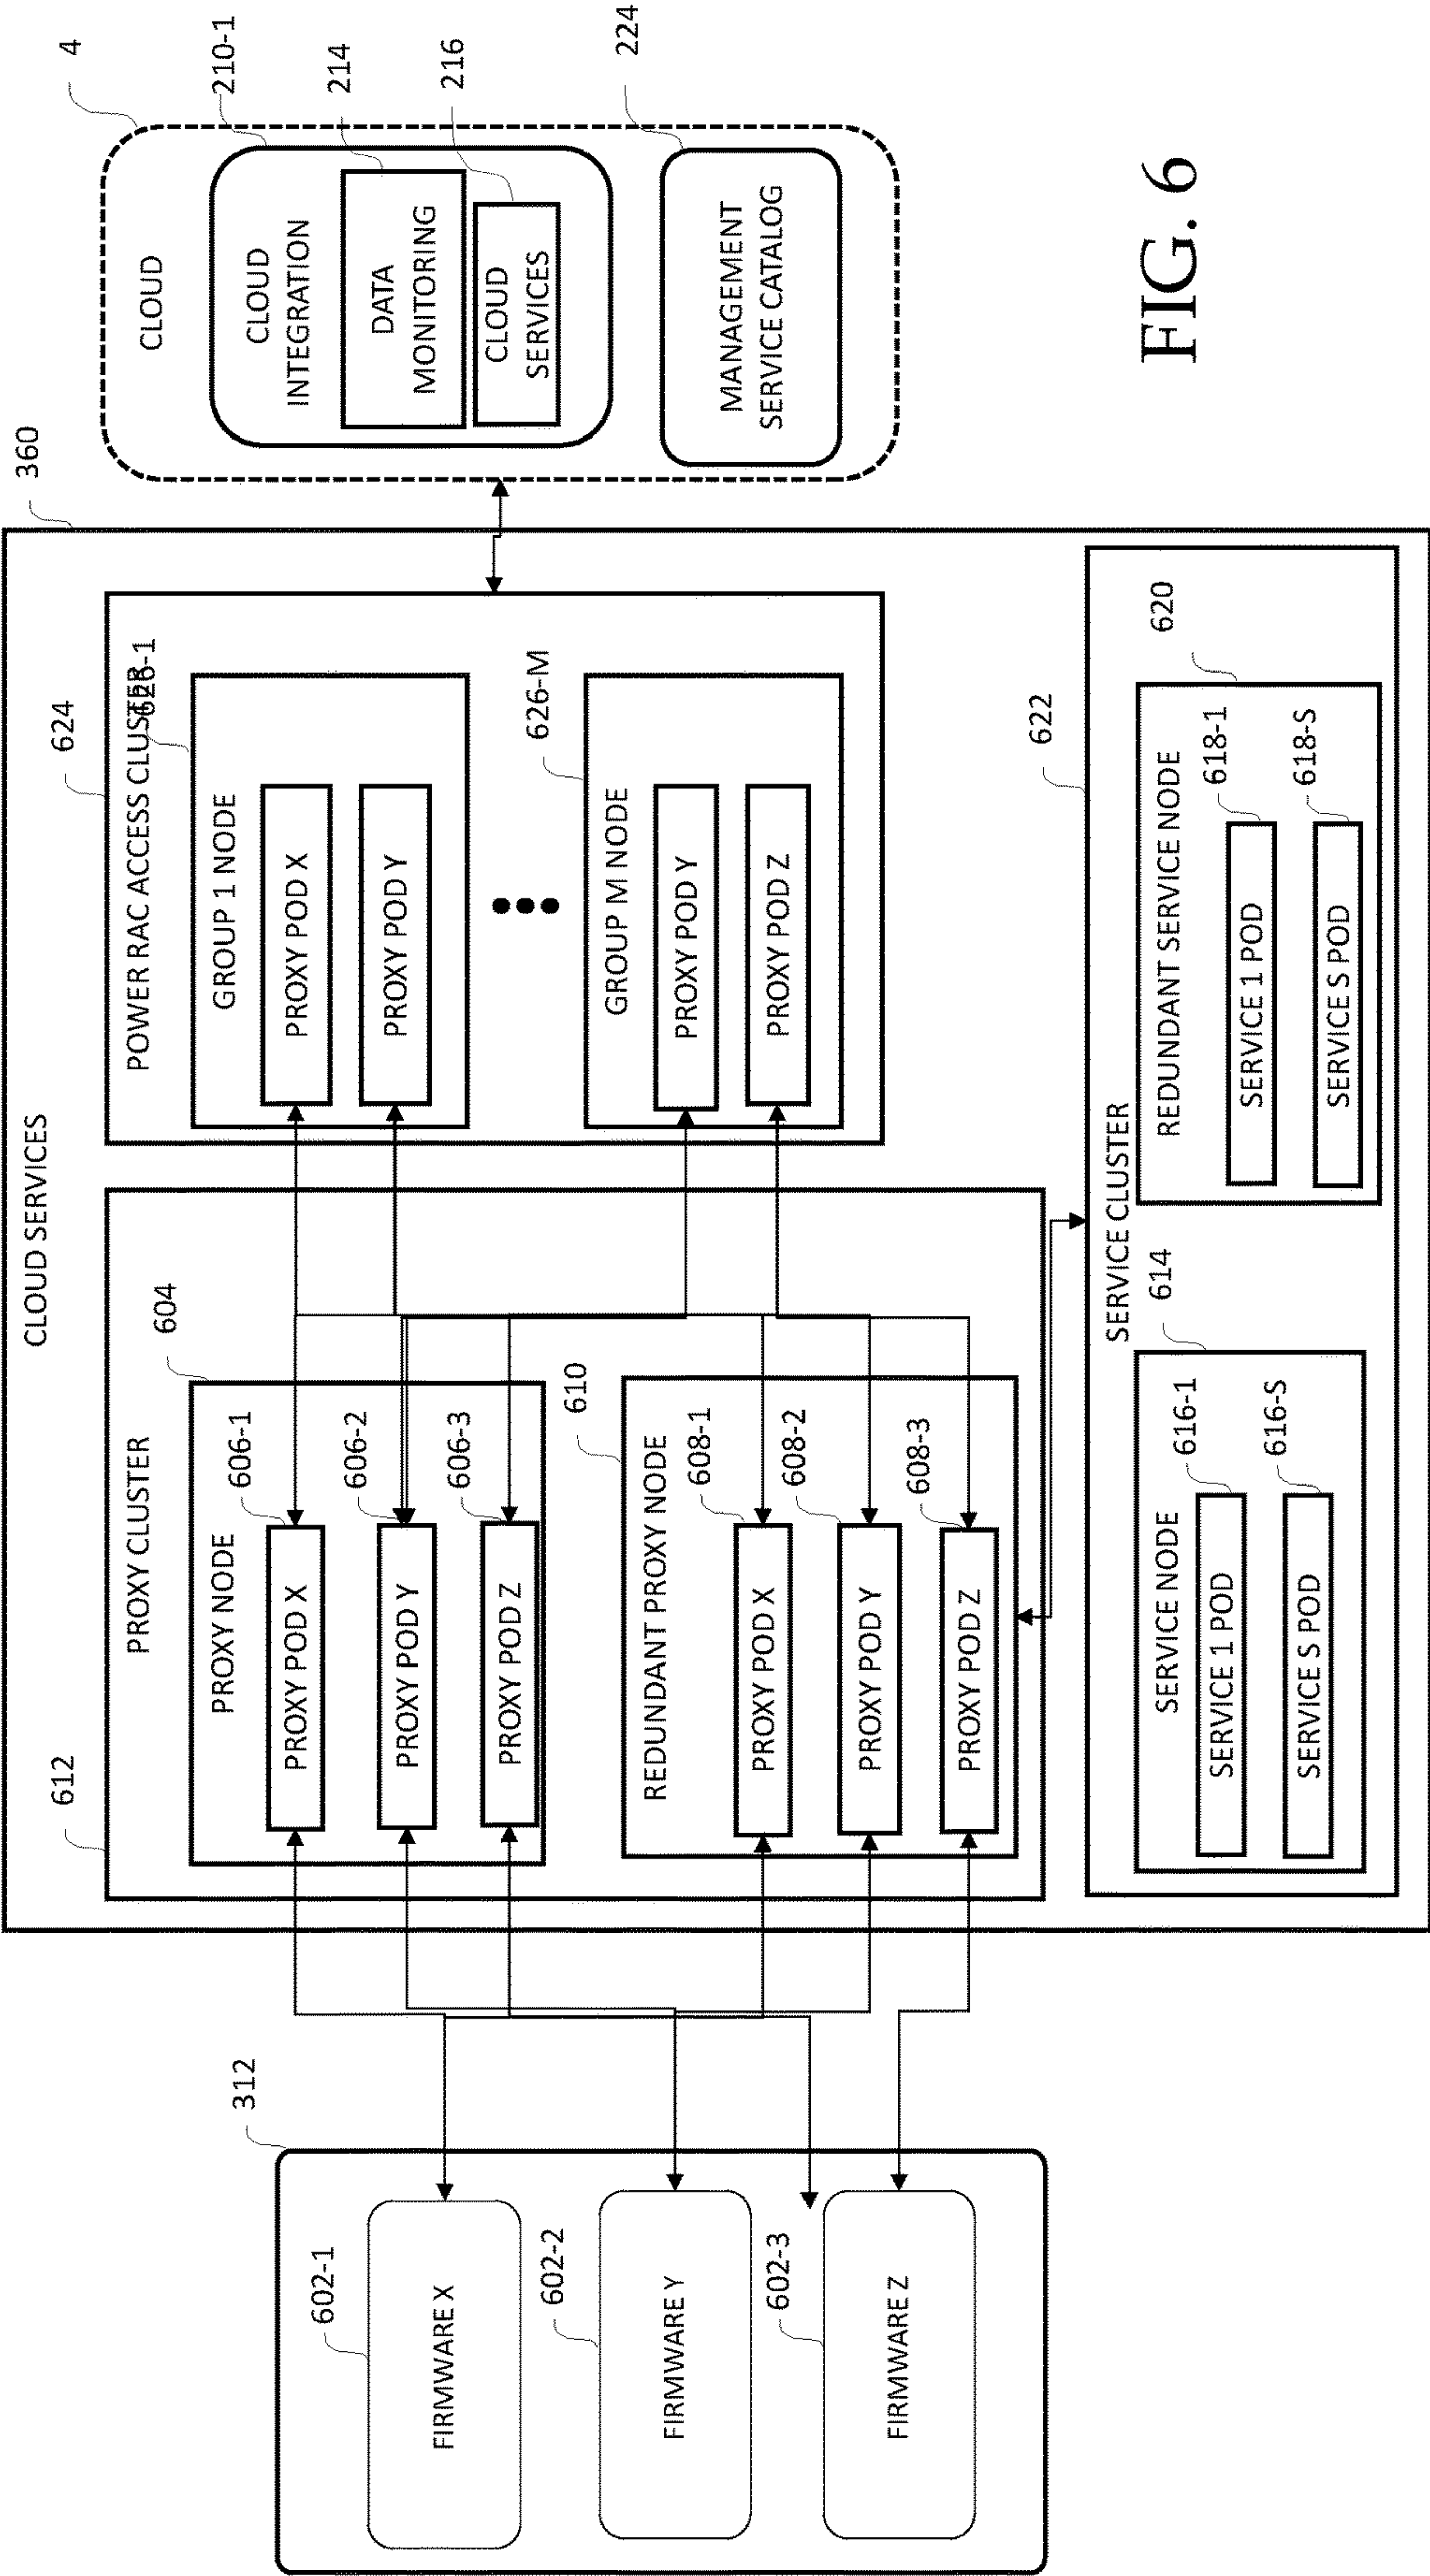 CLOUD SERVICES
360
312
602-1
FIRMWARE X
602-2
FIRMWARE Y
602-3
FIRMWARE Z
612
PROXY CLUSTER
604
PROXY NODE
606-1
PROXY POD X
606-2
PROXY POD Y
606-3
PROXY POD Z
610
REDUNDANT PROXY NODE
608-1
PROXY POD X
608-2
PROXY POD Y
608-3
PROXY POD Z
624
POWER RAC ACCESS CLUSTER
626-1
GROUP 1 NODE
PROXY POD X
PROXY POD Y
626-M
GROUP M NODE
PROXY POD Y
PROXY POD Z
622
SERVICE CLUSTER
614
SERVICE NODE
616-1
SERVICE 1 POD
616-S
SERVICE S POD
620
REDUNDANT SERVICE NODE
618-1
SERVICE 1 POD
618-S
SERVICE S POD
4
CLOUD
210-1
CLOUD
INTEGRATION
214
DATA
MONITORING
216
CLOUD
SERVICES
224
MANAGEMENT
SERVICE CATALOG
FIG. 6